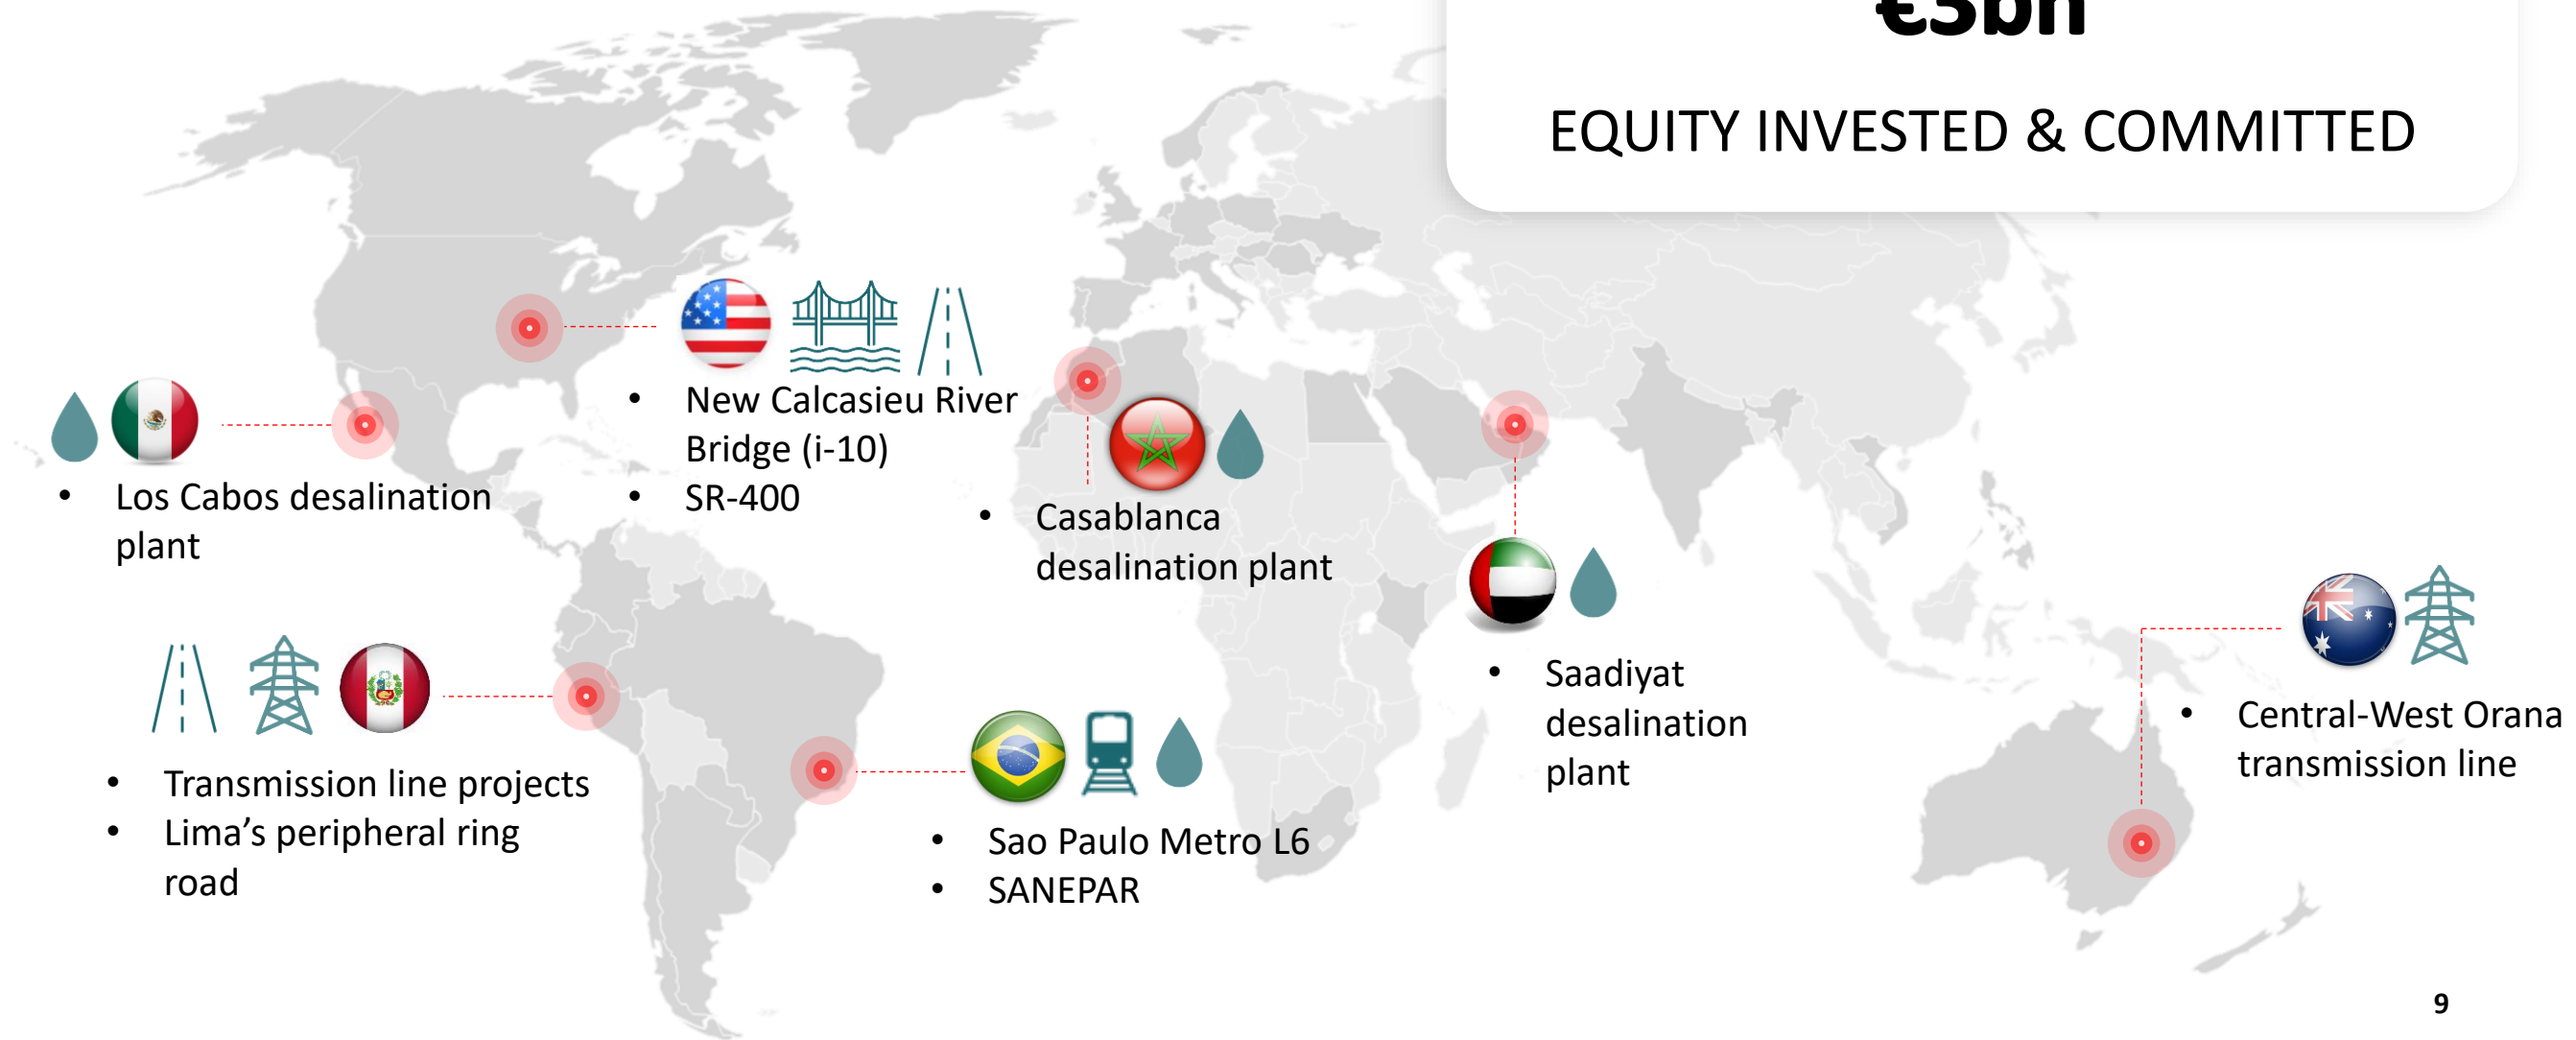 €3bn
EQUITY INVESTED & COMMITTED
• New Calcasieu River
Bridge (i-10)
• SR-400
• Los Cabos desalination
plant
• Casablanca
desalination plant
• Saadiyat
desalination
plant
• Central-West Orana
transmission line
• Transmission line projects
• Lima’s peripheral ring
road
• Sao Paulo Metro L6
• SANEPAR
9